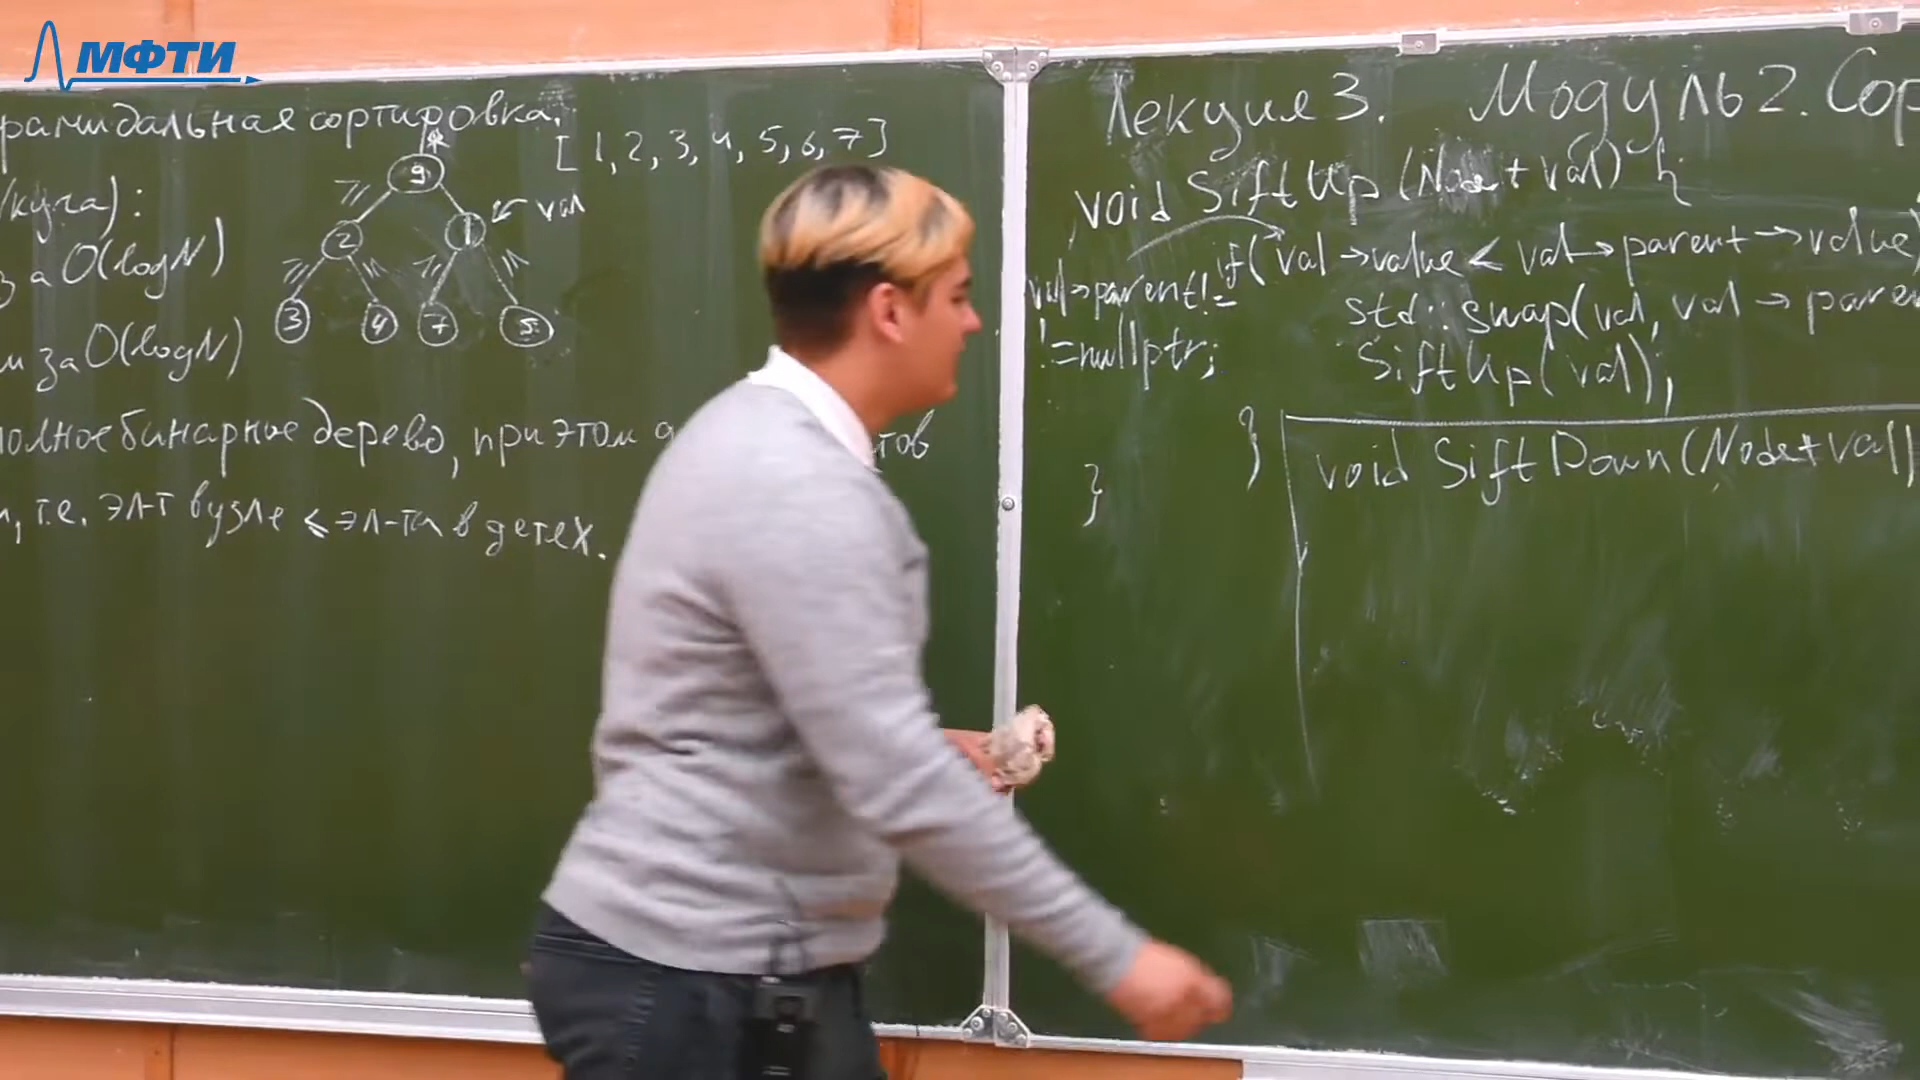 МФТИ
рамидальная сортировка.
[1, 2, 3, 4, 5, 6, 7]
/куча):
9
← val
2
1
за O(logN)
3
4
7
5
м за O(logN)
полное бинарное дерево, при этом
тов
т.е. эл-т в узле ≤ эл-та в детех.
Лекция 3. Модуль 2. Сор
void SiftUp (Node* val) {
if( val→value < val→parent→value)
val→parent!=
!=nullptr;
std::swap(val, val→paren
SiftUp(val);
}
}
void SiftDown(Node* val)